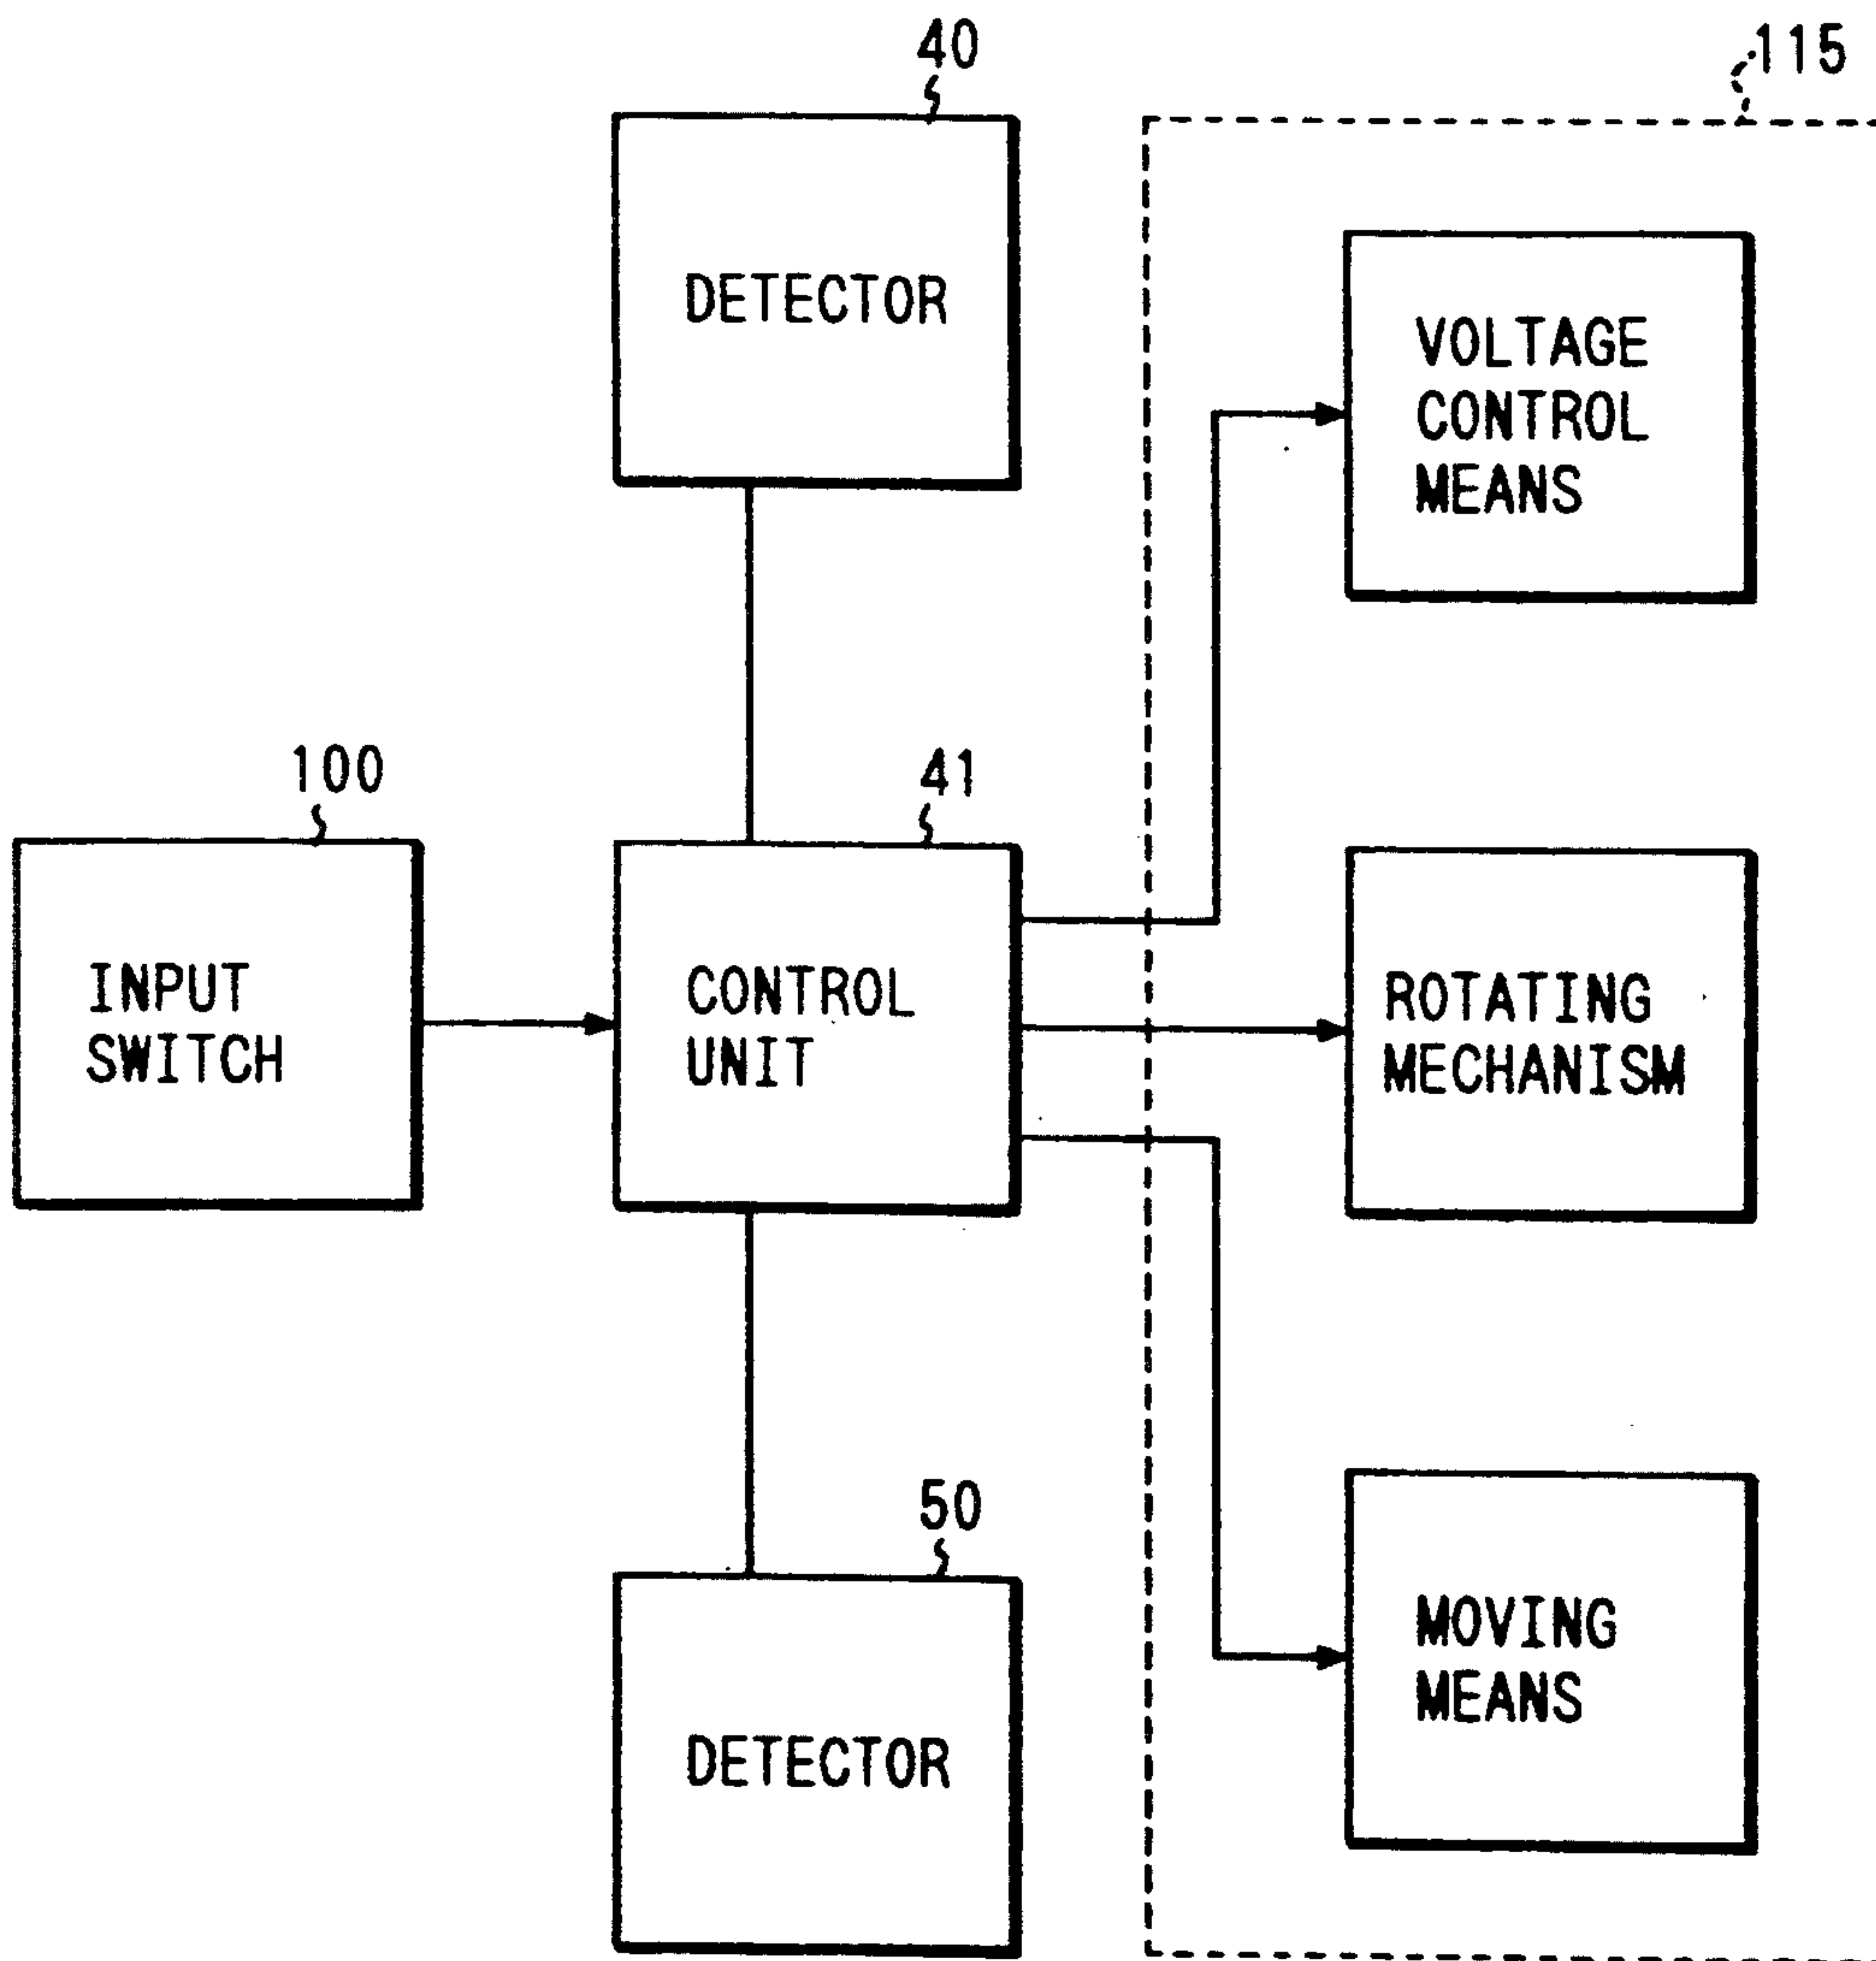 40
115
DETECTOR
VOLTAGE
CONTROL
MEANS
100
41
INPUT
SWITCH
CONTROL
UNIT
ROTATING
MECHANISM
50
DETECTOR
MOVING
MEANS